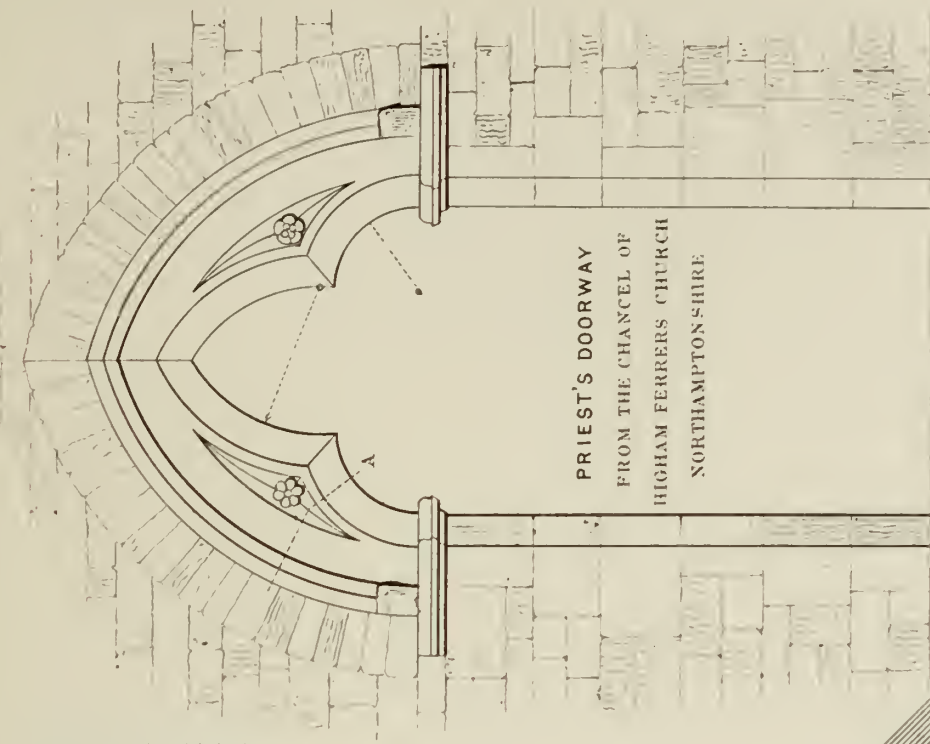 PRIEST'S DOORWAY
FROM THE CHANCEL OF
HIGHAM FERRERS CHURCH
NORTHAMPTONSHIRE
A